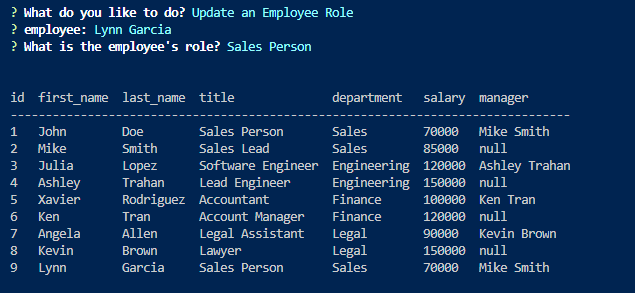 ? What do you like to do? Update an Employee Role
? employee: Lynn Garcia
? What is the employee's role? Sales Person
id  first_name  last_name  title              department   salary  manager
--------------------------------------------------------------------------------
1   John        Doe        Sales Person       Sales        70000   Mike Smith
2   Mike        Smith      Sales Lead         Sales        85000   null
3   Julia       Lopez      Software Engineer  Engineering  120000  Ashley Trahan
4   Ashley      Trahan     Lead Engineer      Engineering  150000  null
5   Xavier      Rodriguez  Accountant         Finance      100000  Ken Tran
6   Ken         Tran       Account Manager    Finance      120000  null
7   Angela      Allen      Legal Assistant    Legal        90000   Kevin Brown
8   Kevin       Brown      Lawyer             Legal        150000  null
9   Lynn        Garcia     Sales Person       Sales        70000   Mike Smith